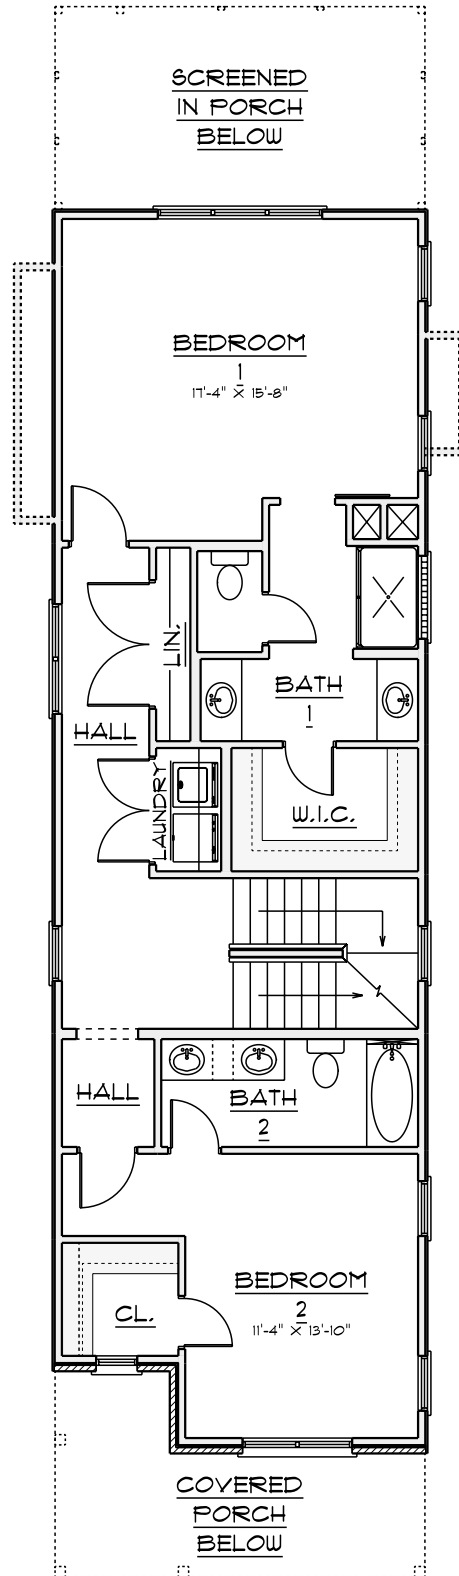 SCREENED
IN PORCH
BELOW
BEDROOM
1
17'-4" X 15'-8"
LIN.
BATH
1
HALL
LAUNDRY
W.I.C.
HALL
BATH
2
BEDROOM
2
11'-4" X 13'-10"
CL.
COVERED
PORCH
BELOW